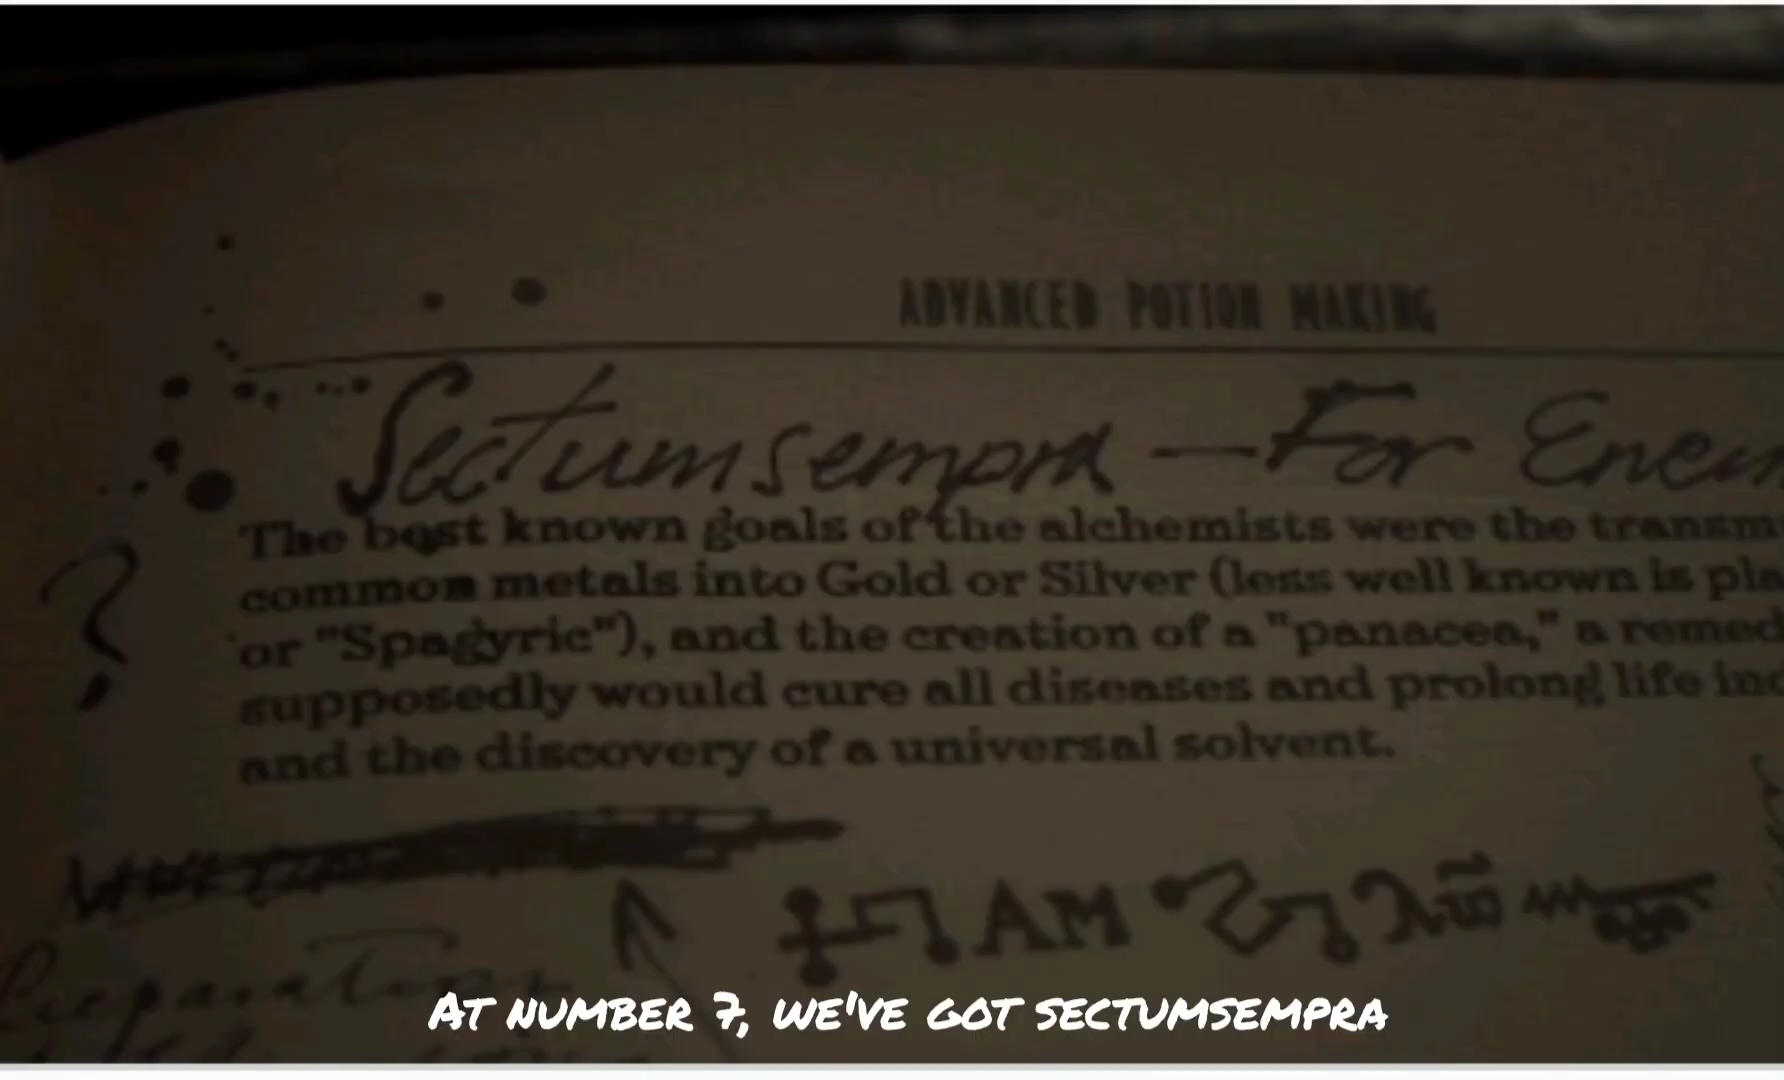 ADVANCED POTION MAKING
Sectumsempra — For Enem
The best known goals of the alchemists were the transm
common metals into Gold or Silver (less well known is pla
or "Spagyric"), and the creation of a "panacea," a remed
supposedly would cure all diseases and prolong life ind
and the discovery of a universal solvent.
AM
Preparation
At number 7, we've got sectumsempra